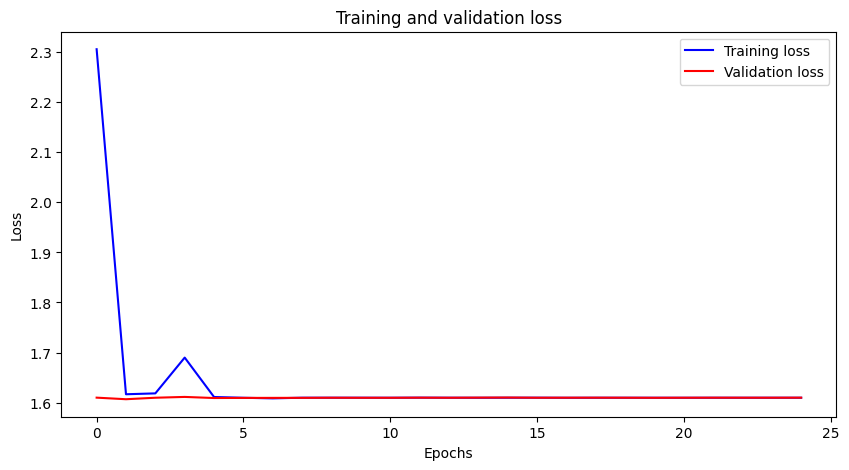 Training and validation loss
Training loss
Validation loss
Loss
2.3
2.2
2.1
2.0
1.9
1.8
1.7
1.6
0 5 10 15 20 25
Epochs